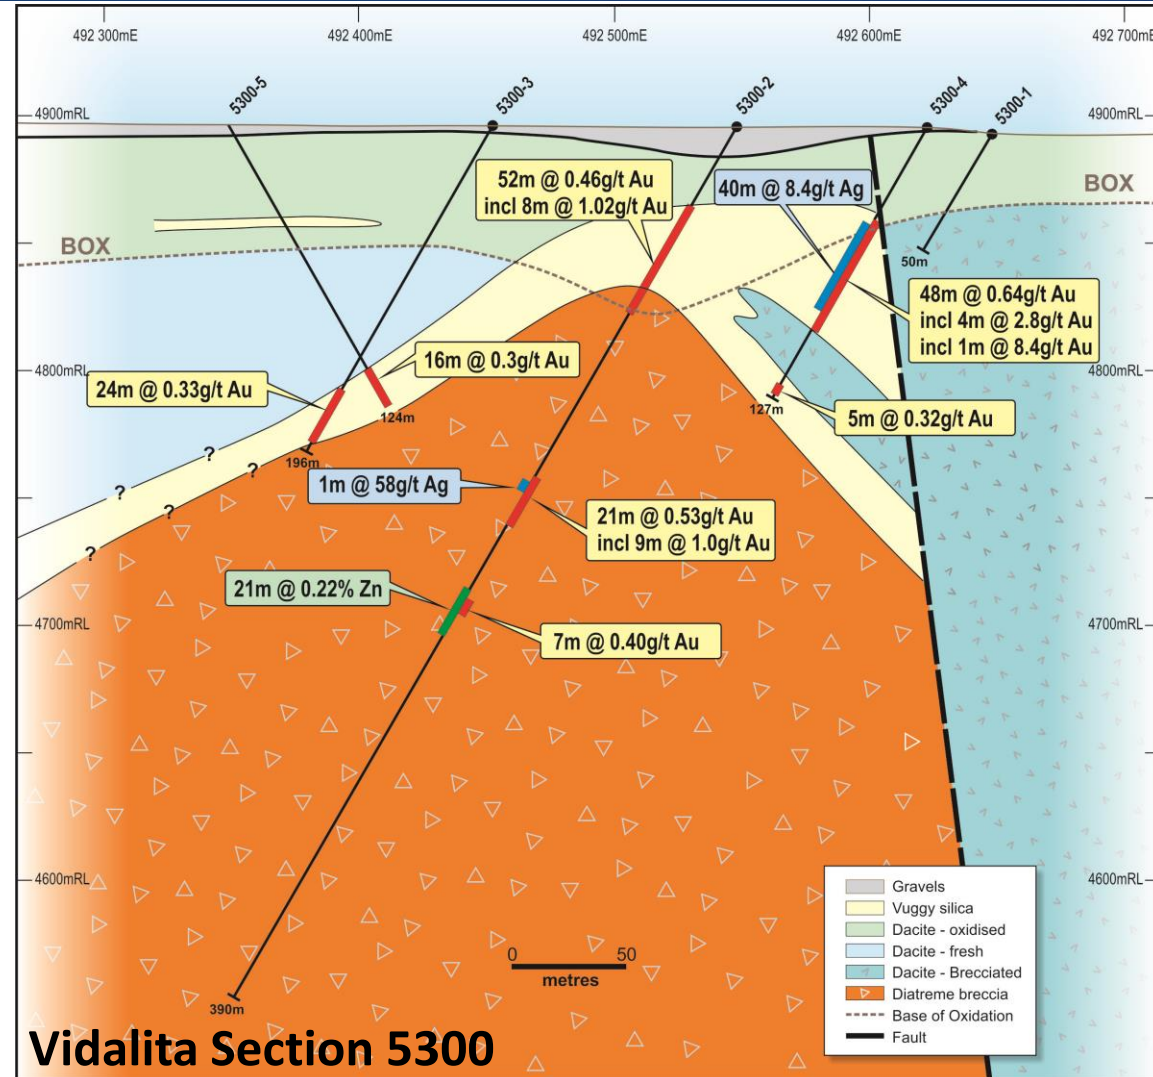 492 300mE
492 400mE
492 500mE
492 600mE
492 700mE
5300-5
5300-3
5300-2
5300-4
5300-1
4900mRL
4900mRL
52m @ 0.46g/t Au
incl 8m @ 1.02g/t Au
40m @ 8.4g/t Ag
BOX
BOX
50m
48m @ 0.64g/t Au
incl 4m @ 2.8g/t Au
incl 1m @ 8.4g/t Au
4800mRL
4800mRL
16m @ 0.3g/t Au
24m @ 0.33g/t Au
124m
127m
5m @ 0.32g/t Au
?
196m
?
1m @ 58g/t Ag
?
?
21m @ 0.53g/t Au
incl 9m @ 1.0g/t Au
?
21m @ 0.22% Zn
4700mRL
4700mRL
7m @ 0.40g/t Au
4600mRL
4600mRL
Gravels
Vuggy silica
Dacite - oxidised
Dacite - fresh
Dacite - Brecciated
Diatreme breccia
Base of Oxidation
Fault
0 50
metres
390m
Vidalita Section 5300